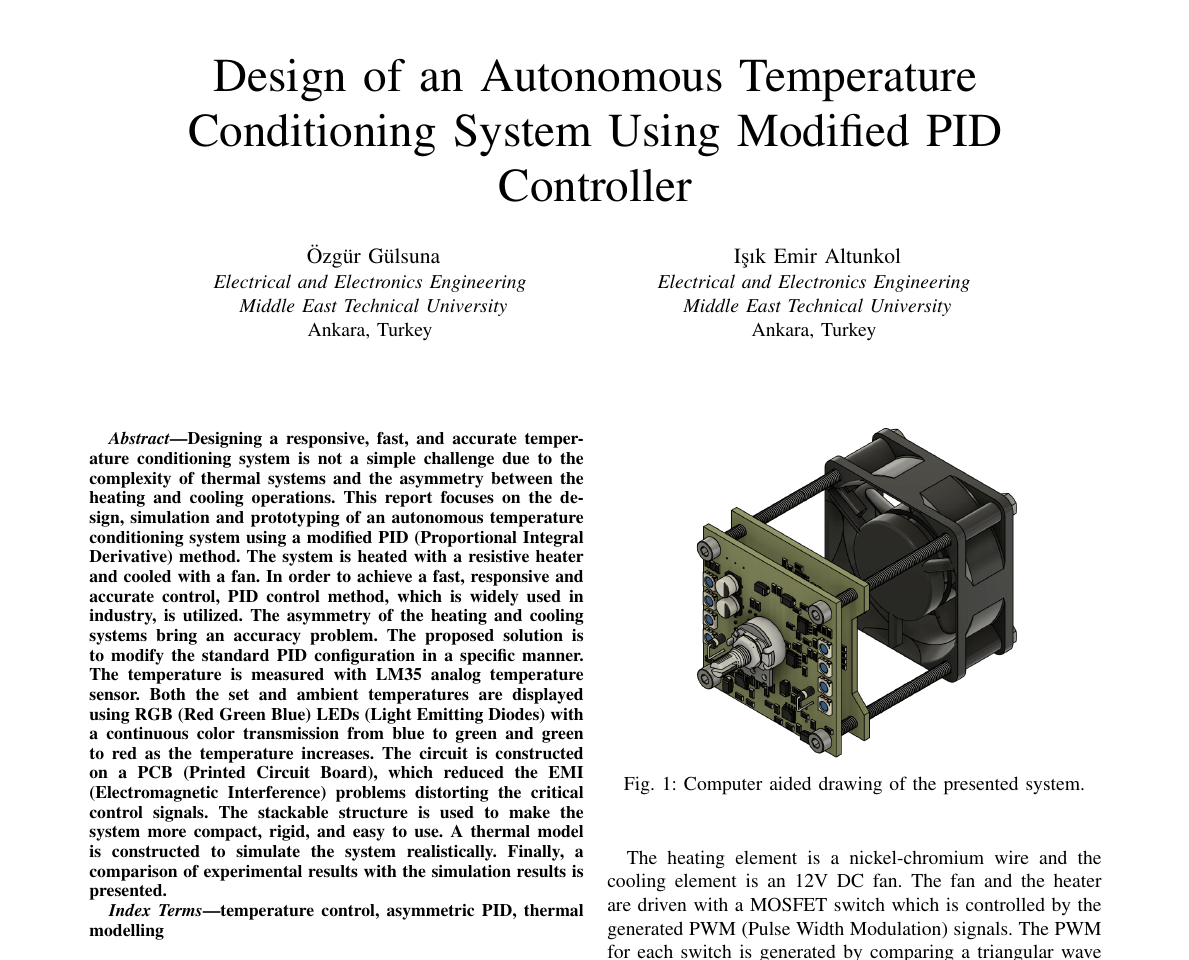 Design of an Autonomous Temperature
Conditioning System Using Modified PID
Controller
Özgür Gülsuna
Electrical and Electronics Engineering
Middle East Technical University
Ankara, Turkey
Işık Emir Altunkol
Electrical and Electronics Engineering
Middle East Technical University
Ankara, Turkey
Abstract—Designing a responsive, fast, and accurate temper-
ature conditioning system is not a simple challenge due to the
complexity of thermal systems and the asymmetry between the
heating and cooling operations. This report focuses on the de-
sign, simulation and prototyping of an autonomous temperature
conditioning system using a modified PID (Proportional Integral
Derivative) method. The system is heated with a resistive heater
and cooled with a fan. In order to achieve a fast, responsive and
accurate control, PID control method, which is widely used in
industry, is utilized. The asymmetry of the heating and cooling
systems bring an accuracy problem. The proposed solution is
to modify the standard PID configuration in a specific manner.
The temperature is measured with LM35 analog temperature
sensor. Both the set and ambient temperatures are displayed
using RGB (Red Green Blue) LEDs (Light Emitting Diodes) with
a continuous color transmission from blue to green and green
to red as the temperature increases. The circuit is constructed
on a PCB (Printed Circuit Board), which reduced the EMI
(Electromagnetic Interference) problems distorting the critical
control signals. The stackable structure is used to make the
system more compact, rigid, and easy to use. A thermal model
is constructed to simulate the system realistically. Finally, a
comparison of experimental results with the simulation results is
presented.
Index Terms—temperature control, asymmetric PID, thermal
modelling
Fig. 1: Computer aided drawing of the presented system.
The heating element is a nickel-chromium wire and the
cooling element is an 12V DC fan. The fan and the heater
are driven with a MOSFET switch which is controlled by the
generated PWM (Pulse Width Modulation) signals. The PWM
for each switch is generated by comparing a triangular wave